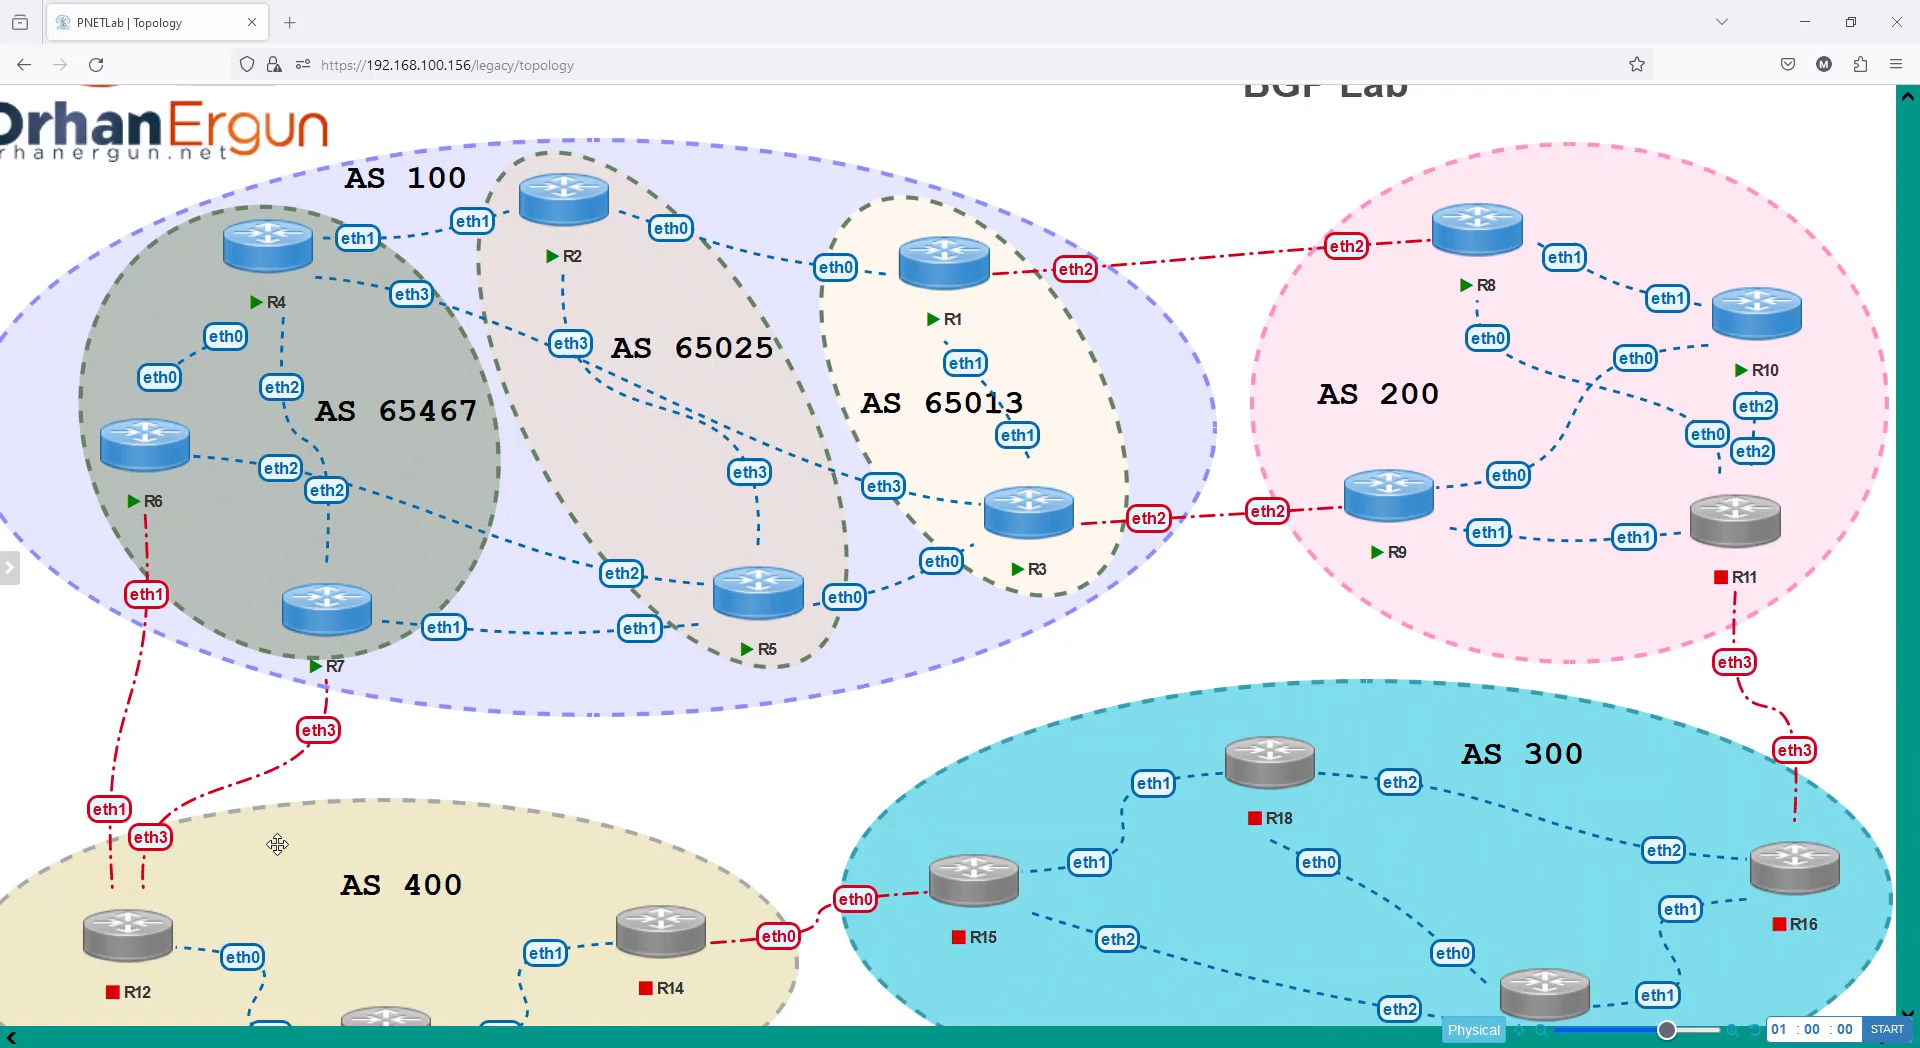 PNETLab | Topology
https://192.168.100.156/legacy/topology
M
BGP Lab
OrhanErgun
rhanergun.net
AS 100
R2
eth1
eth1
eth0
R4
eth3
eth0
R1
eth2
eth2
R8
eth1
eth1
eth0
eth0
eth0
eth2
eth3
AS 65025
eth1
eth0
R10
AS 65467
AS 65013
AS 200
eth2
eth0
eth2
eth1
R6
eth2
eth2
eth3
eth3
eth0
R3
eth2
eth2
R9
eth1
eth1
R11
eth1
R7
eth1
eth2
eth1
R5
eth0
eth0
eth3
eth3
eth3
eth1
eth3
AS 400
R12
eth0
eth1
R14
eth0
eth0
AS 300
R15
eth1
eth1
R18
eth2
eth0
eth2
R16
eth2
eth0
eth1
eth1
eth2
Physical
01 : 00 : 00
START